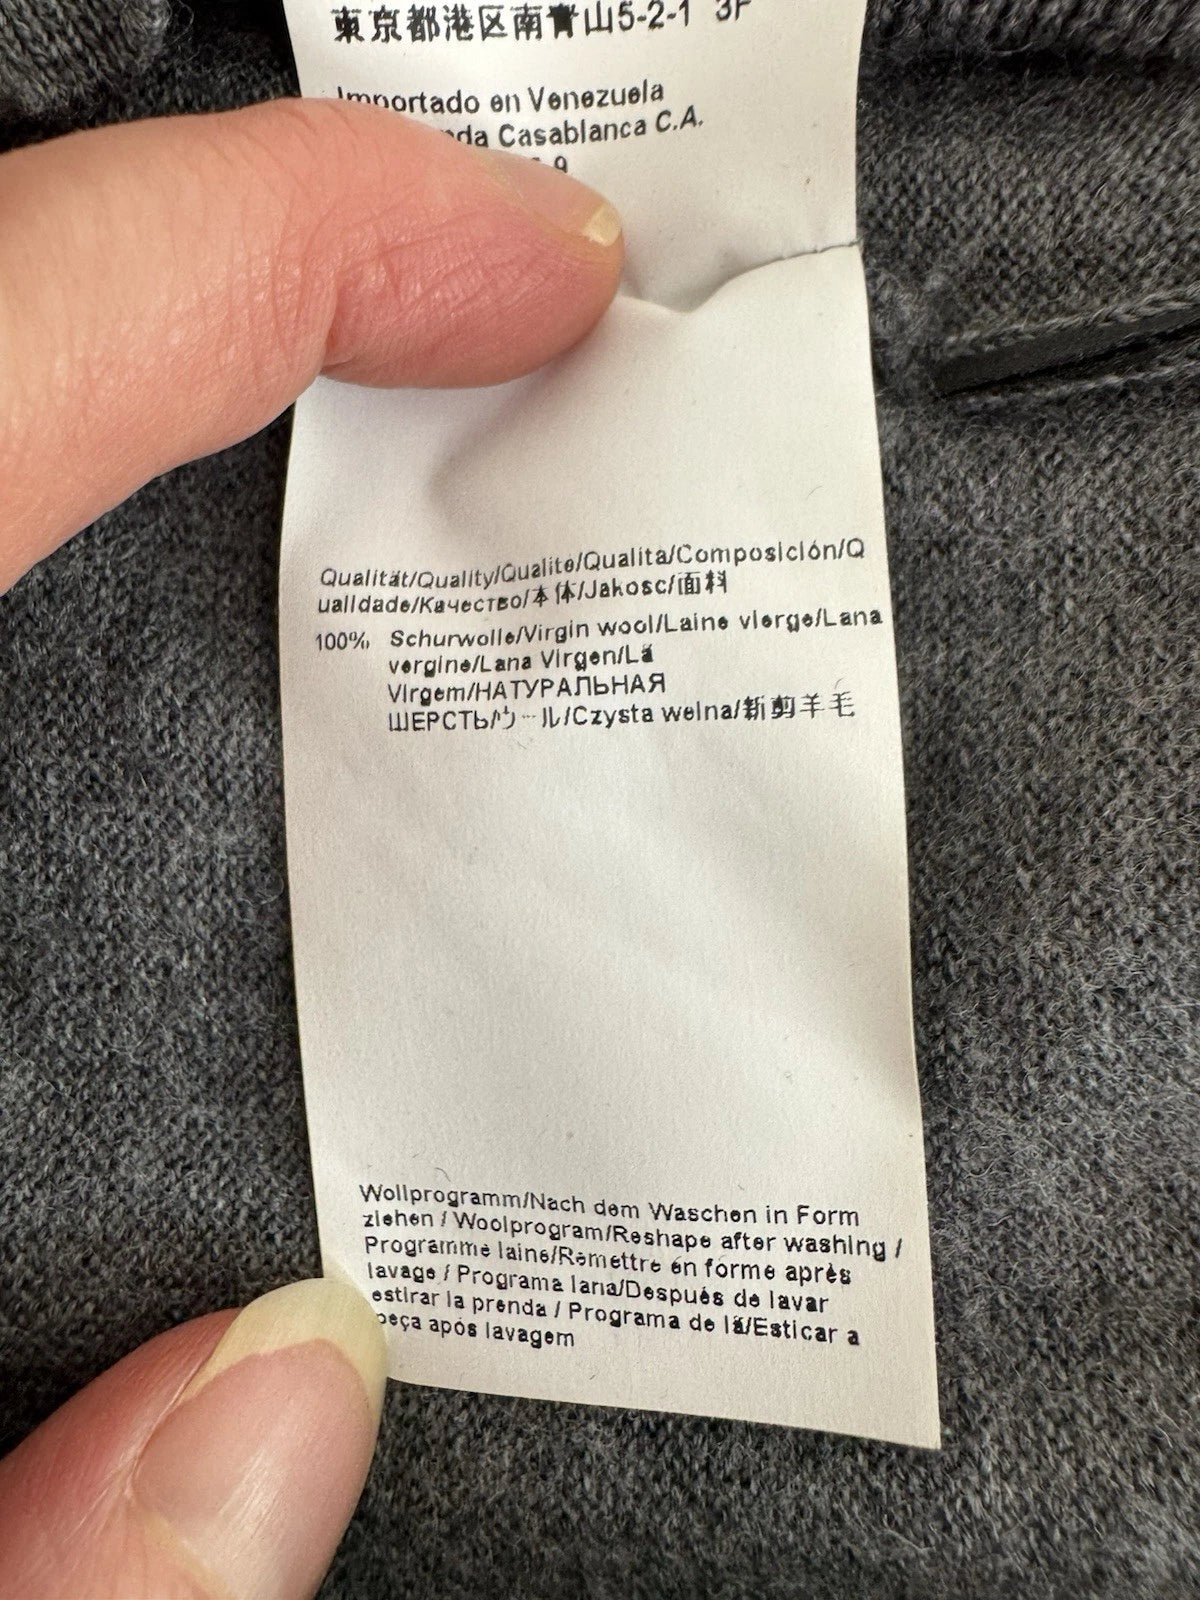 東京都港区南青山5-2-1 3F
Importado en Venezuela
Casablanca C.A.
9
Qualität/Quality/Qualite/Qualita/Composición/Q
ualidade/Качество/本体/Jakosc/面料
100% Schurwolle/Virgin wool/Laine vierge/Lana
vergine/Lana Virgen/Lã
Virgem/НАТУРАЛЬНАЯ
ШЕРСТЬ/ウール/Czysta welna/新剪羊毛
Wollprogramm/Nach dem Waschen in Form
ziehen / Woolprogram/Reshape after washing /
Programme laine/Remettre en forme après
lavage / Programa lana/Después de lavar
estirar la prenda / Programa de lã/Esticar a
peça após lavagem